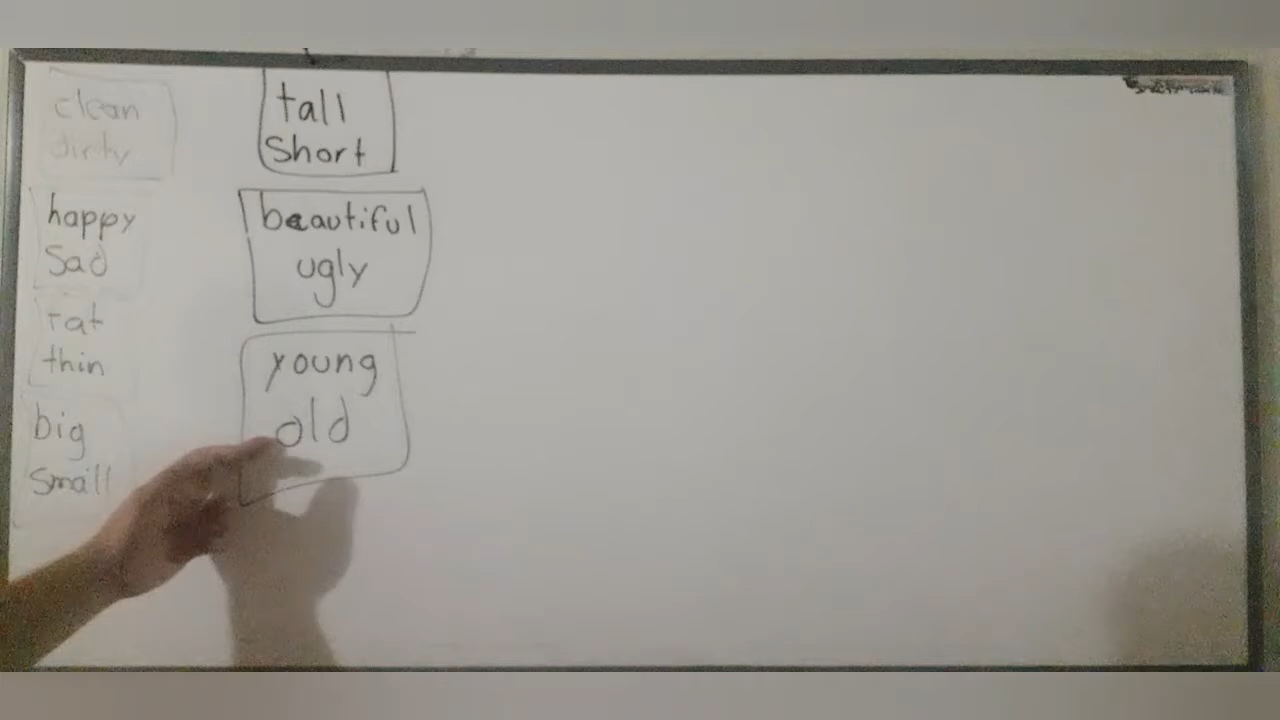 clean
dirty
happy
Sad
fat
thin
big
Small
tall
Short
beautiful
ugly
young
old